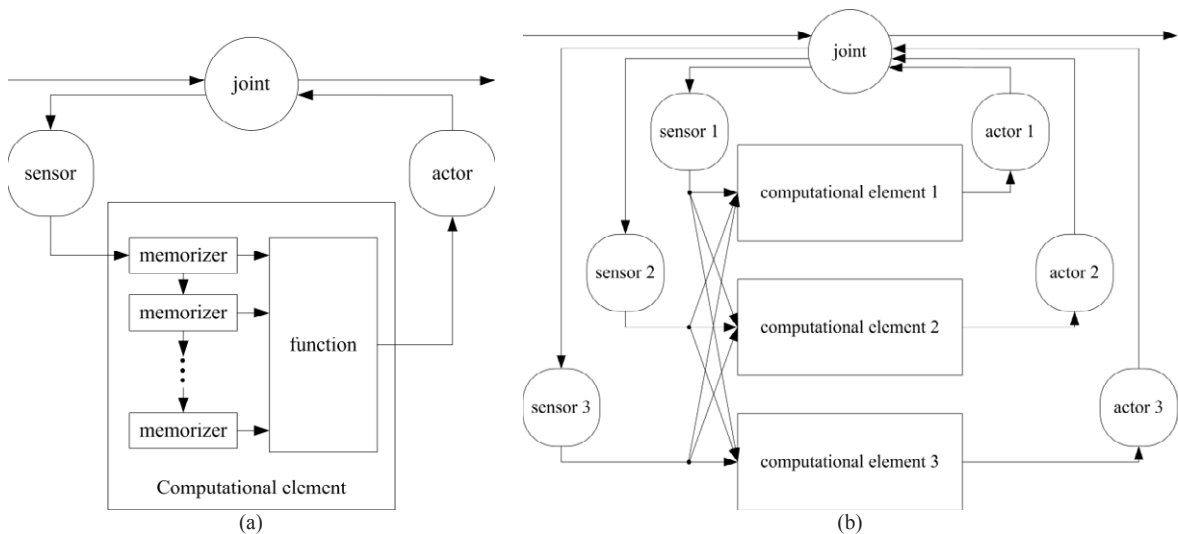 joint
sensor
actor
memorizer
memorizer
function
memorizer
Computational element
(a)
joint
sensor 1
actor 1
computational element 1
sensor 2
actor 2
computational element 2
sensor 3
actor 3
computational element 3
(b)